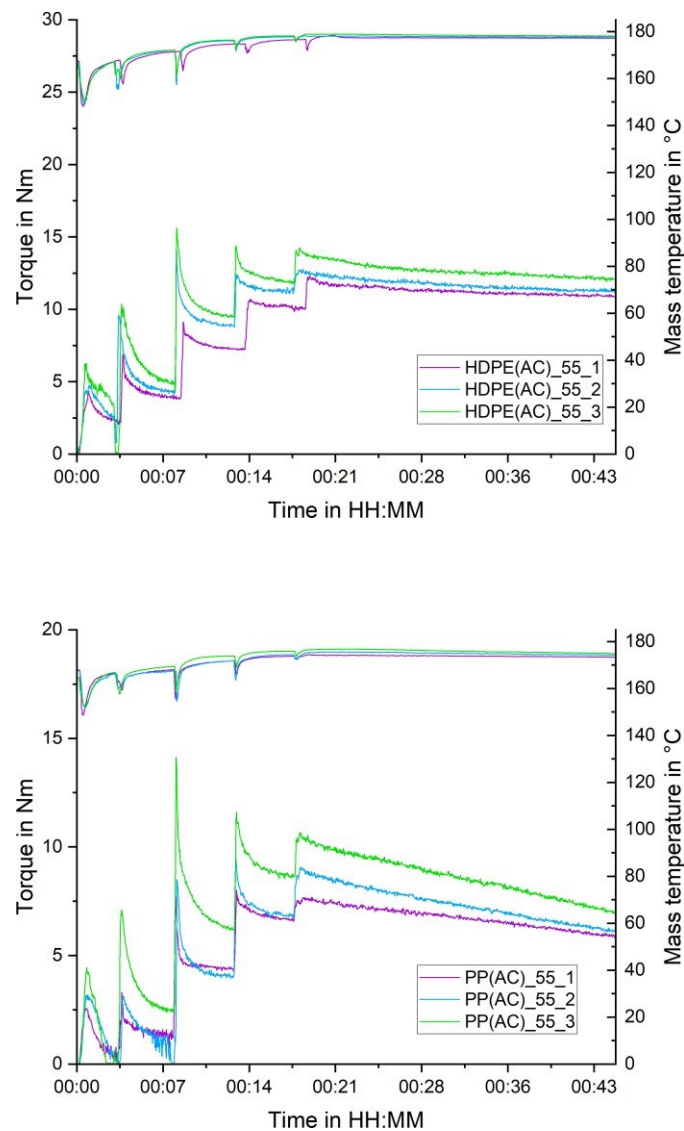 30
25
20
15
10
5
0
Torque in Nm
180
160
140
120
100
80
60
40
20
0
Mass temperature in °C
HDPE(AC)_55_1
HDPE(AC)_55_2
HDPE(AC)_55_3
00:00 00:07 00:14 00:21 00:28 00:36 00:43
Time in HH:MM
20
15
10
5
0
Torque in Nm
180
160
140
120
100
80
60
40
20
0
Mass temperature in °C
PP(AC)_55_1
PP(AC)_55_2
PP(AC)_55_3
00:00 00:07 00:14 00:21 00:28 00:36 00:43
Time in HH:MM